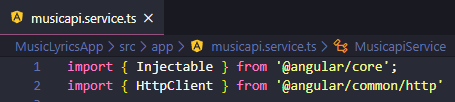 musicapi.service.ts ×
MusicLyricsApp > src > app > musicapi.service.ts > MusicapiService
1 import { Injectable } from '@angular/core';
2 import { HttpClient } from '@angular/common/http'